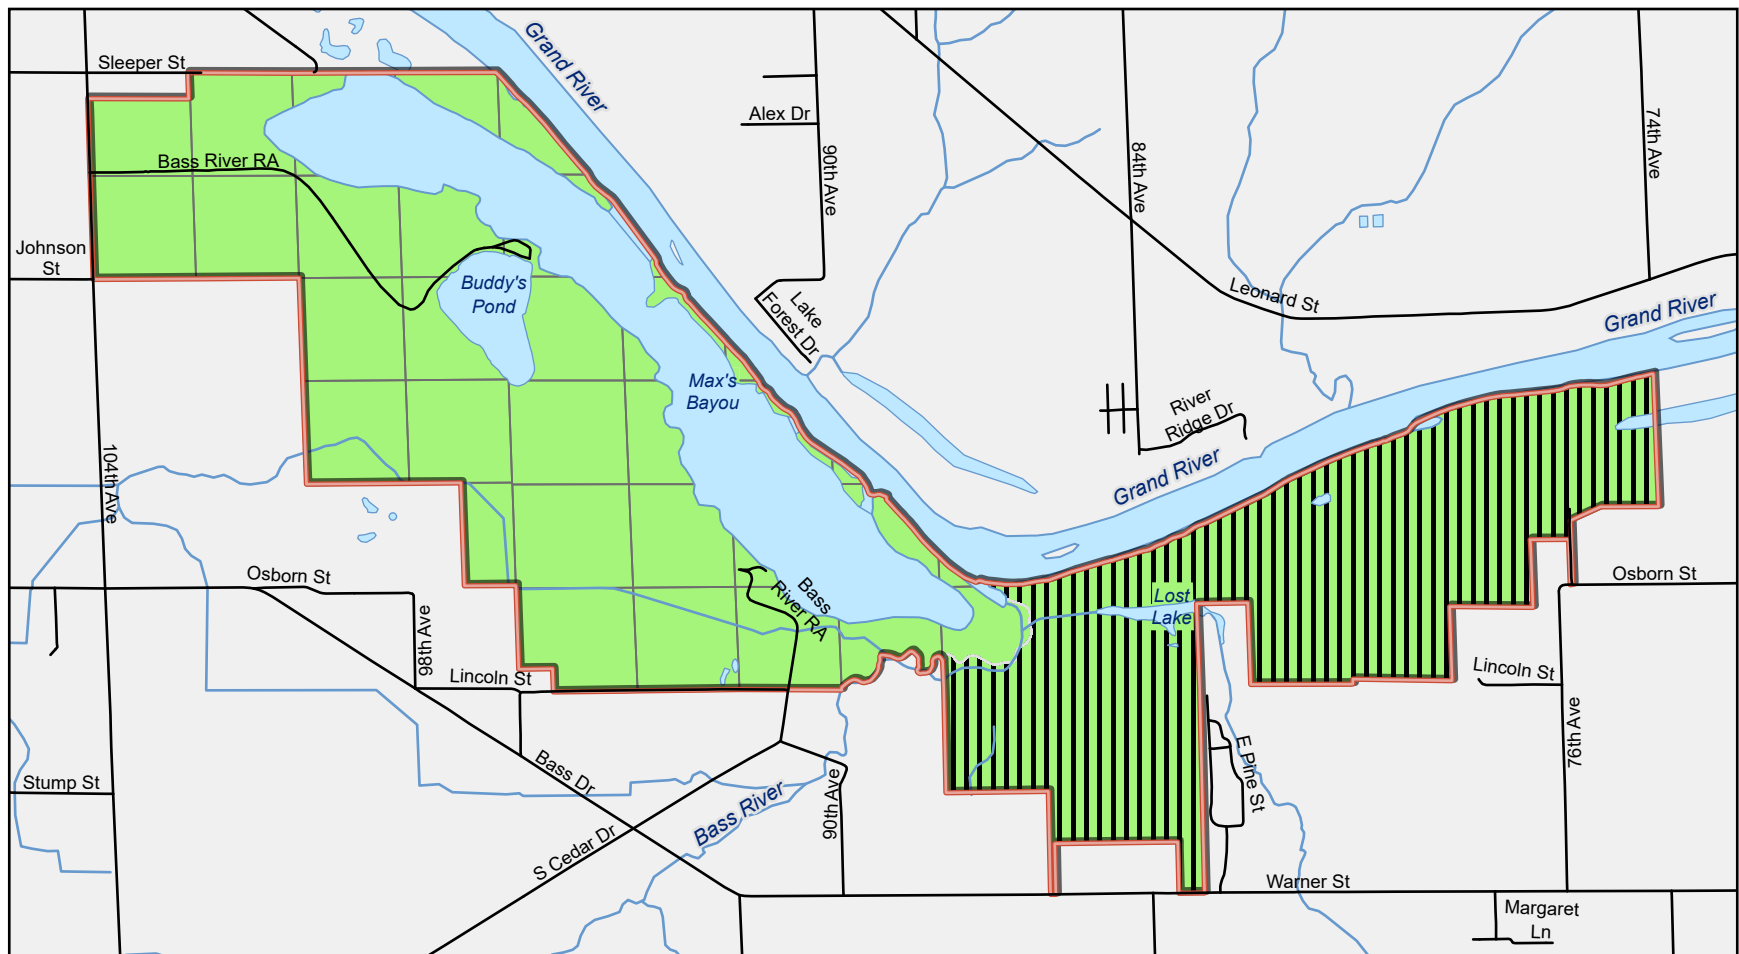 Sleeper St
Grand River
Alex Dr
90th Ave
84th Ave
74th Ave
Bass River RA
Johnson
St
Buddy's
Pond
Lake
Forest Dr
Leonard St
Grand River
Max's
Bayou
River
Ridge Dr
104th Ave
Grand River
Osborn St
Bass
River RA
Lost
Lake
Osborn St
98th Ave
Lincoln St
Lincoln St
76th Ave
E Pine St
Bass Dr
Stump St
Bass River
90th Ave
S Cedar Dr
Warner St
Margaret
Ln